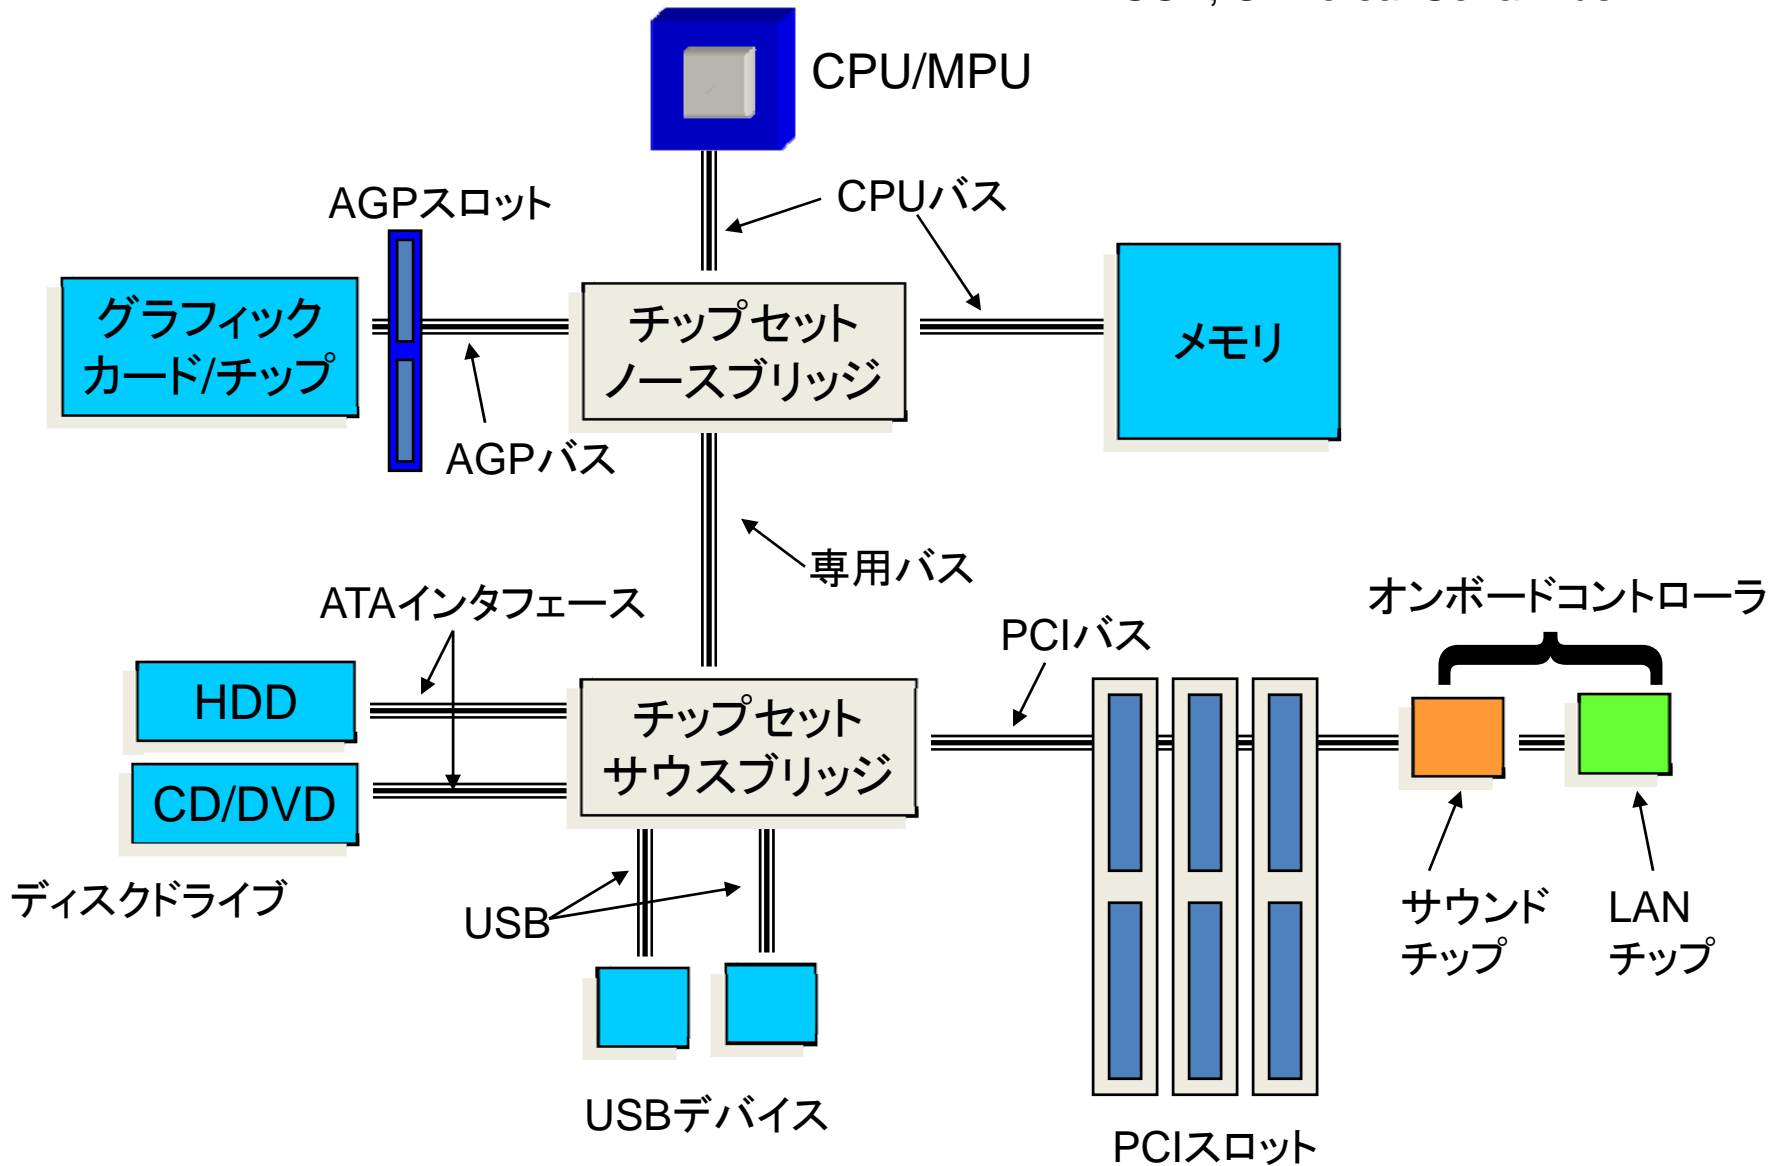 CPU/MPU
AGPスロット
CPUバス
グラフィック
カード/チップ
チップセット
ノースブリッジ
メモリ
AGPバス
専用バス
ATAインタフェース
オンボードコントローラ
PCIバス
HDD
チップセット
サウスブリッジ
CD/DVD
ディスクドライブ
USB
サウンド
チップ
LAN
チップ
USBデバイス
PCIスロット